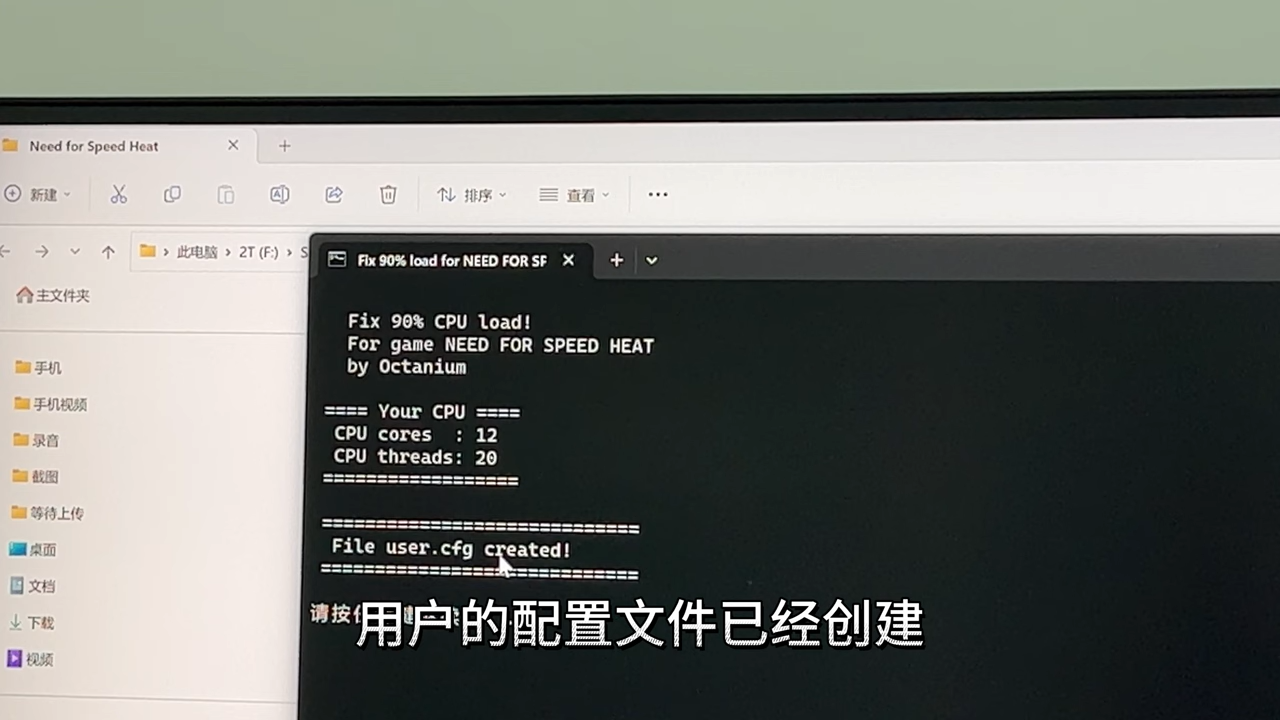 Need for Speed Heat
新建
排序
查看
此电脑 > 2T (F:) > S
主文件夹
手机
手机视频
录音
截图
等待上传
桌面
文档
下载
视频
Fix 90% load for NEED FOR SF
Fix 90% CPU load!
For game NEED FOR SPEED HEAT
by Octanium
==== Your CPU ====
CPU cores : 12
CPU threads: 20
==================
=============================
File user.cfg created!
=============================
请按
用户的配置文件已经创建